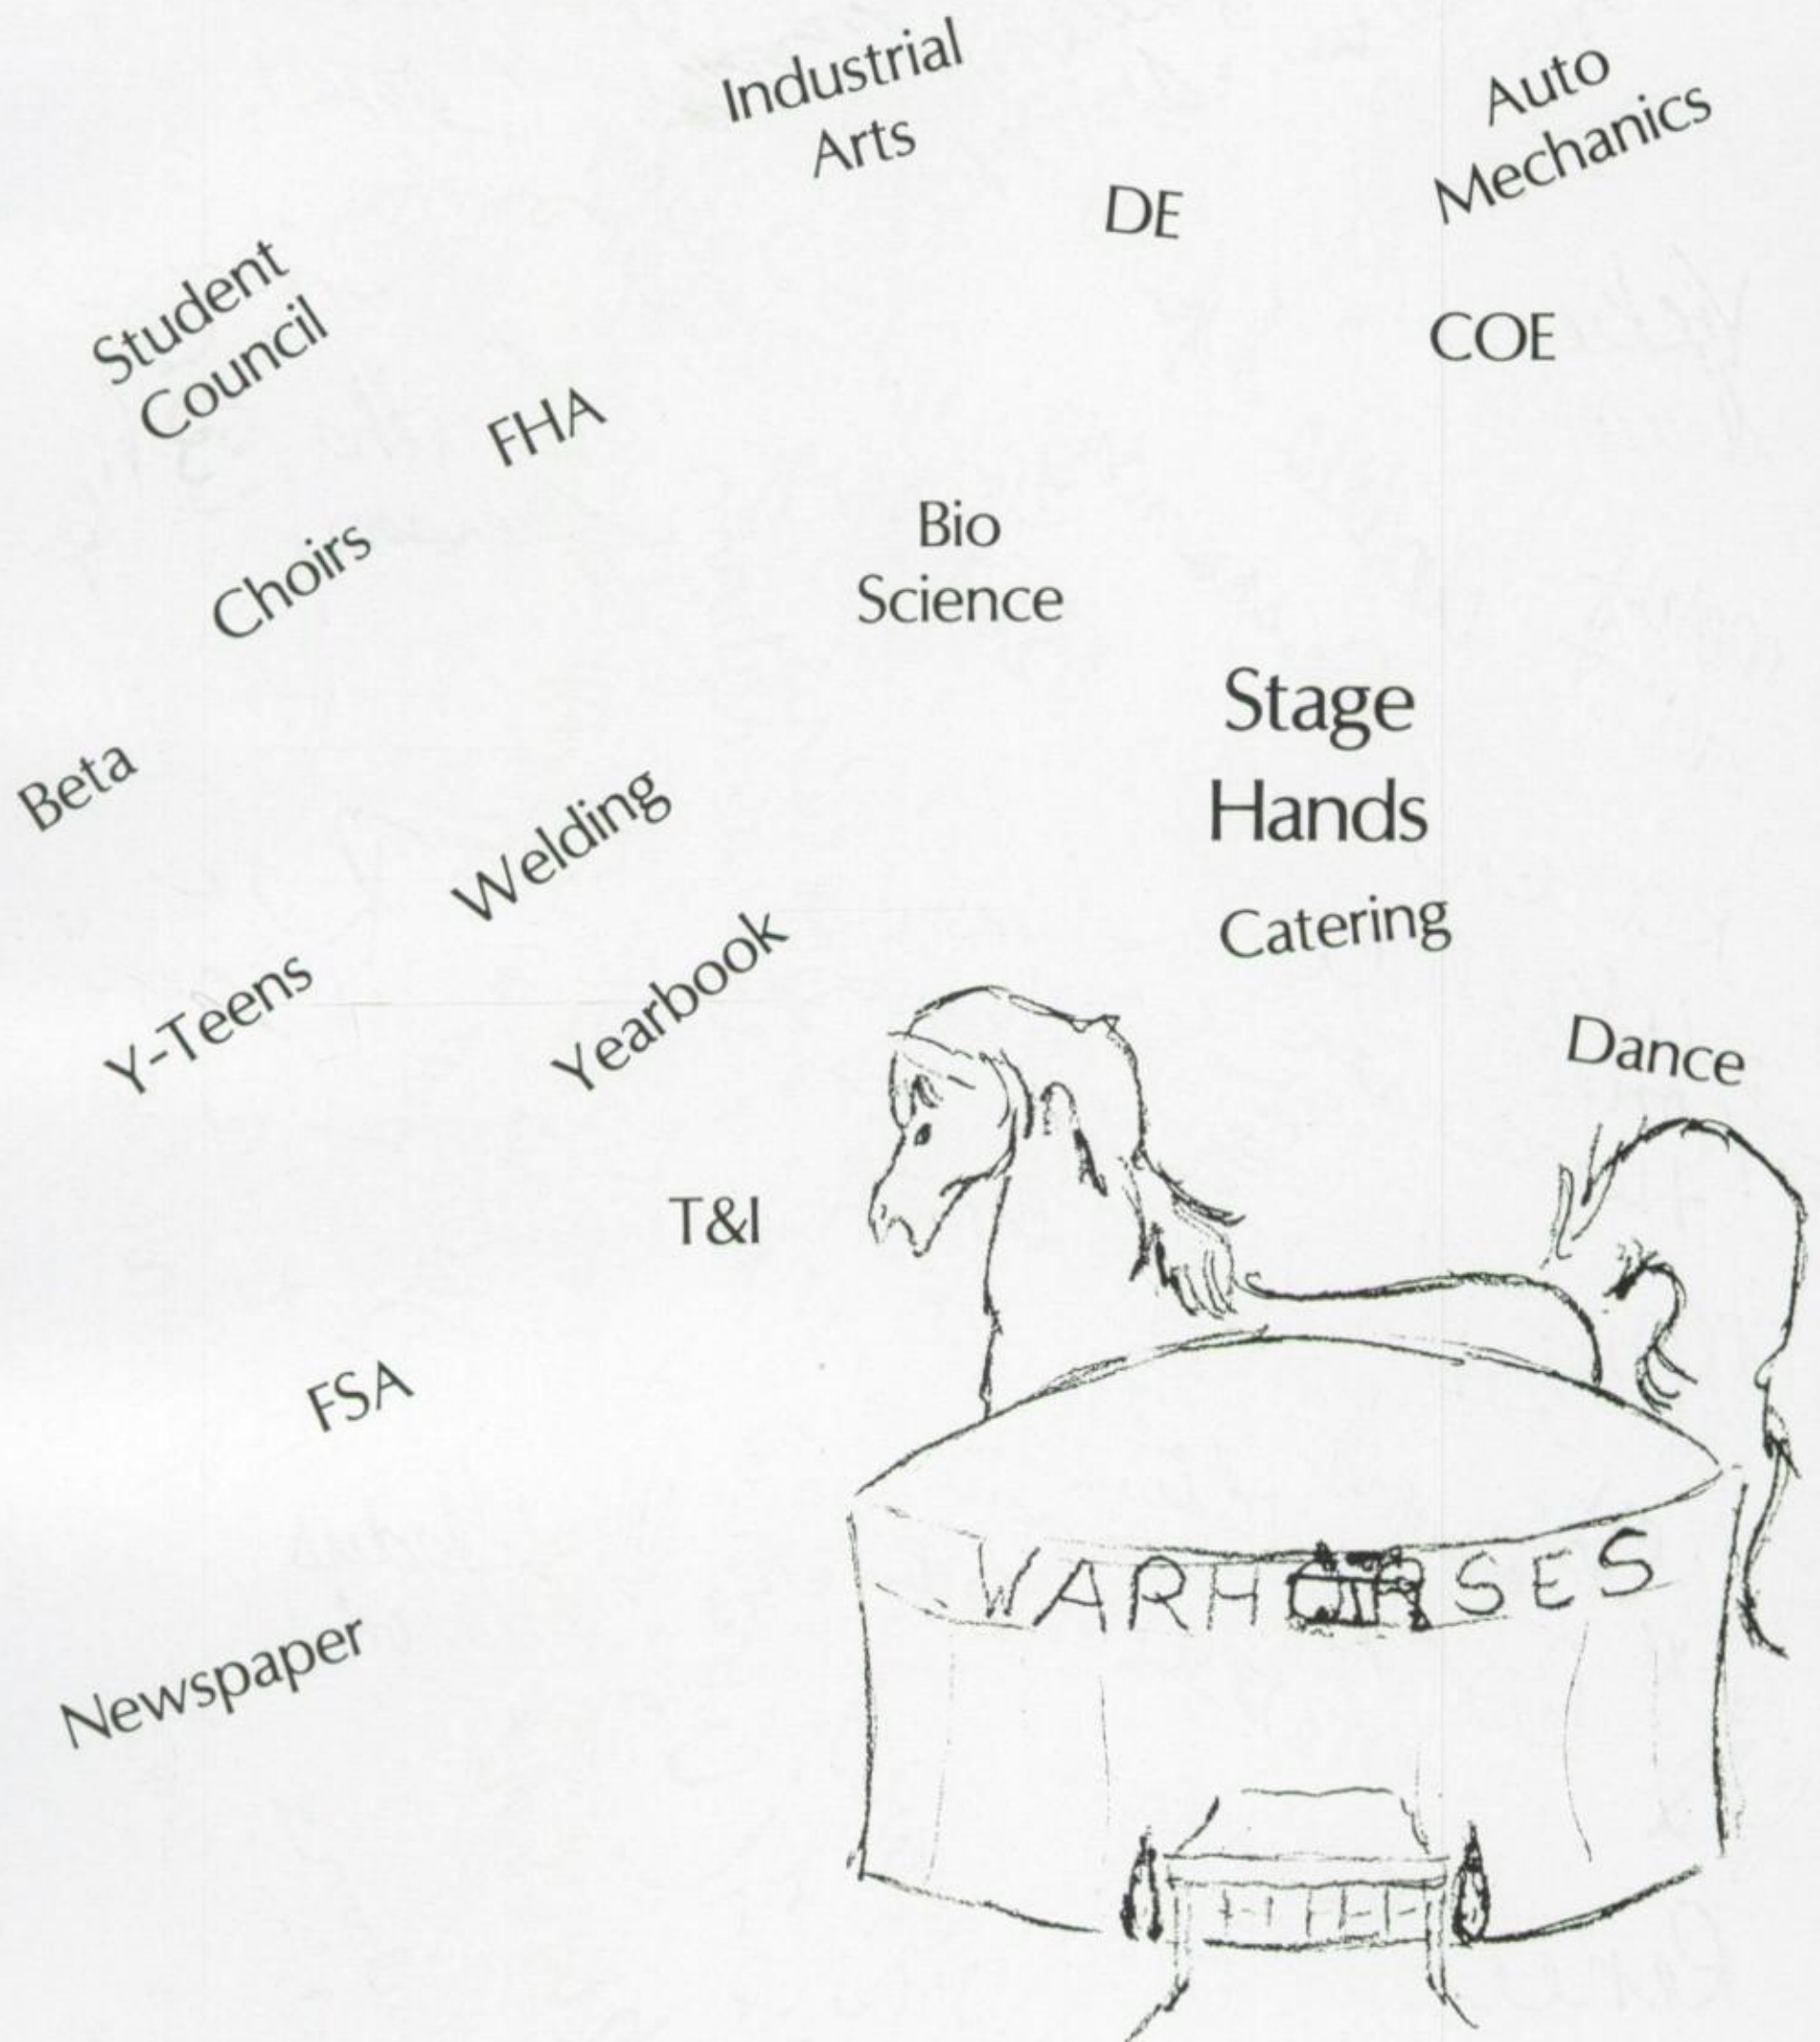 Industrial
Arts
Auto
Mechanics
DE
Student
Council
COE
FHA
Bio
Science
Choirs
Stage
Hands
Beta
Welding
Catering
Y-Teens
Yearbook
Dance
T&I
FSA
WARHORSES
Newspaper